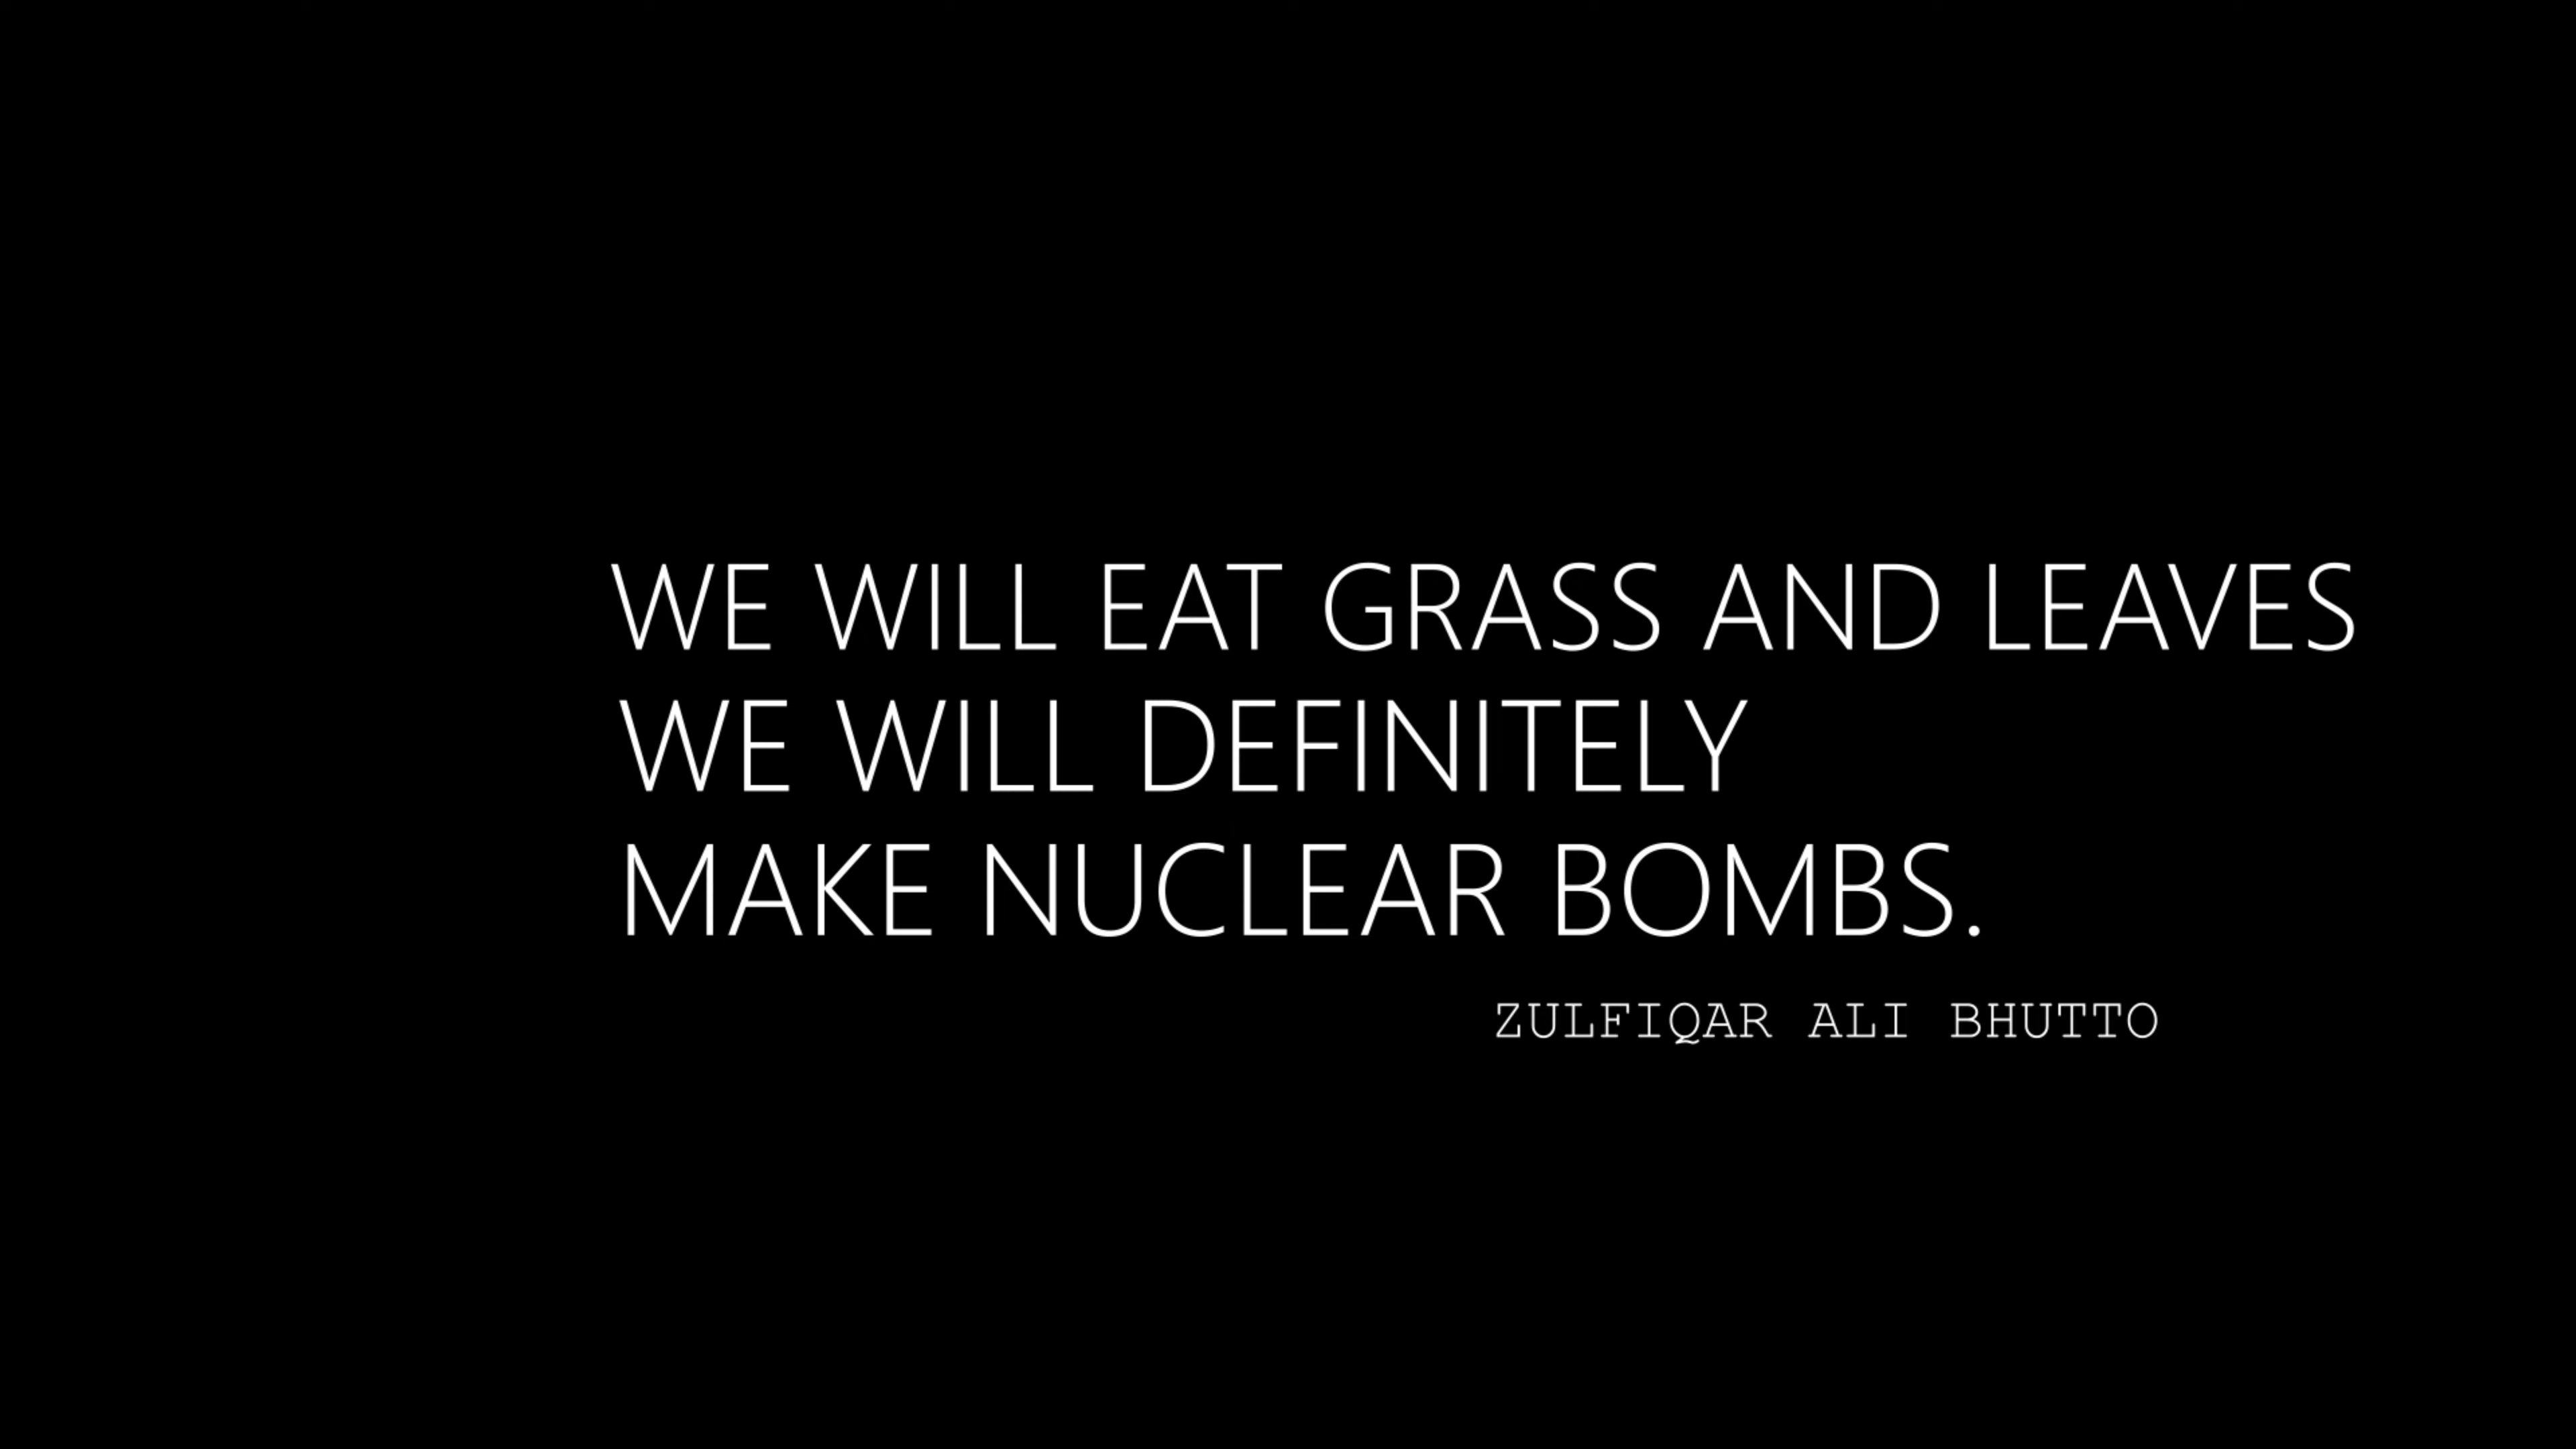 WE WILL EAT GRASS AND LEAVES
WE WILL DEFINITELY
MAKE NUCLEAR BOMBS.
ZULFIQAR ALI BHUTTO